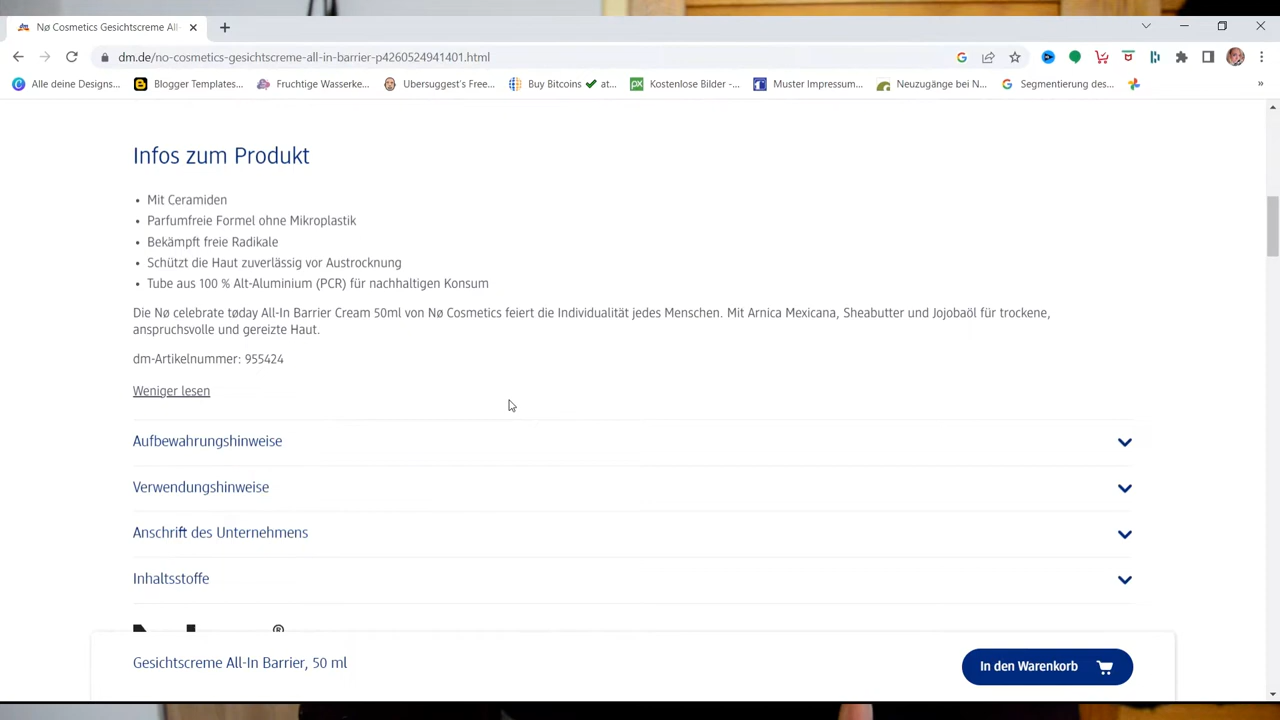 Nø Cosmetics Gesichtscreme All-
dm.de/no-cosmetics-gesichtscreme-all-in-barrier-p4260524941401.html
Alle deine Designs... Blogger Templates... Fruchtige Wasserke... Ubersuggest's Free... Buy Bitcoins ✔ at... Kostenlose Bilder -... Muster Impressum... Neuzugänge bei N... Segmentierung des...
Infos zum Produkt
• Mit Ceramiden
• Parfumfreie Formel ohne Mikroplastik
• Bekämpft freie Radikale
• Schützt die Haut zuverlässig vor Austrocknung
• Tube aus 100 % Alt-Aluminium (PCR) für nachhaltigen Konsum
Die Nø celebrate tøday All-In Barrier Cream 50ml von Nø Cosmetics feiert die Individualität jedes Menschen. Mit Arnica Mexicana, Sheabutter und Jojobaöl für trockene,
anspruchsvolle und gereizte Haut.
dm-Artikelnummer: 955424
Weniger lesen
Aufbewahrungshinweise
Verwendungshinweise
Anschrift des Unternehmens
Inhaltsstoffe
Gesichtscreme All-In Barrier, 50 ml
In den Warenkorb